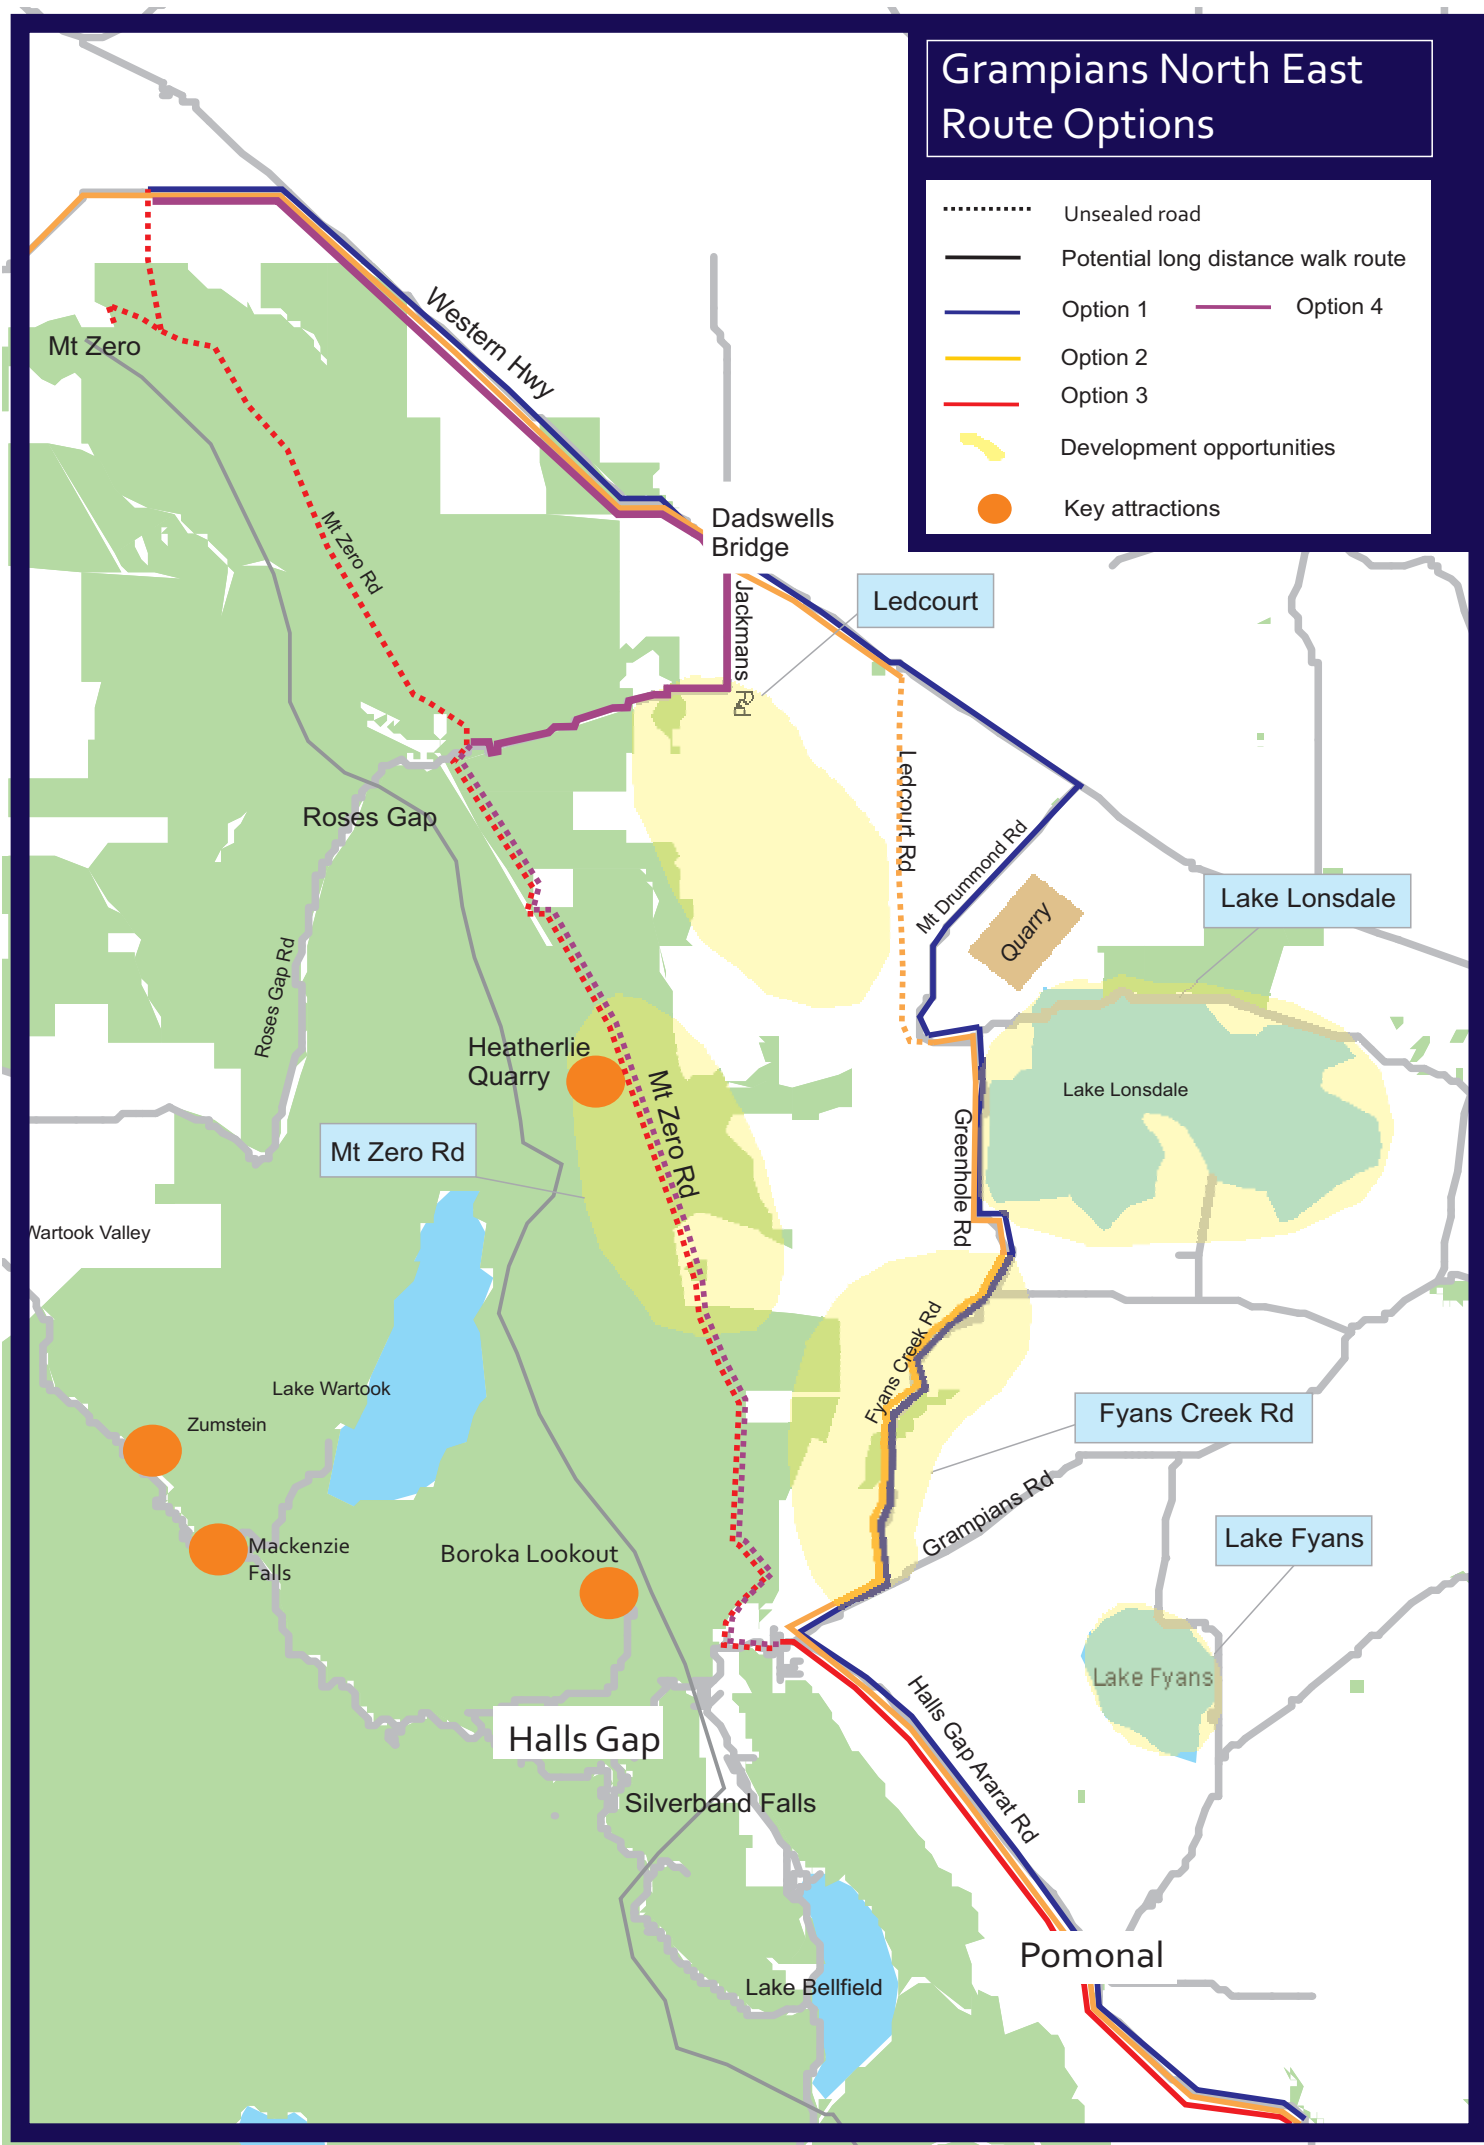 Grampians North East
Route Options
Unsealed road
Potential long distance walk route
Option 1
Option 4
Option 2
Option 3
Development opportunities
Key attractions
Western Hwy
Mt Zero
Mt Zero Rd
Dadswells
Bridge
Jackmans Rd
Ledcourt
Ledcourt Rd
Roses Gap
Mt Drummond Rd
Quarry
Lake Lonsdale
Roses Gap Rd
Heatherlie
Quarry
Mt Zero Rd
Lake Lonsdale
Greenhole Rd
Mt Zero Rd
Wartook Valley
Fyans Creek Rd
Lake Wartook
Zumstein
Fyans Creek Rd
Grampians Rd
Mackenzie
Falls
Boroka Lookout
Lake Fyans
Lake Fyans
Halls Gap
Halls Gap Ararat Rd
Silverband Falls
Pomonal
Lake Bellfield